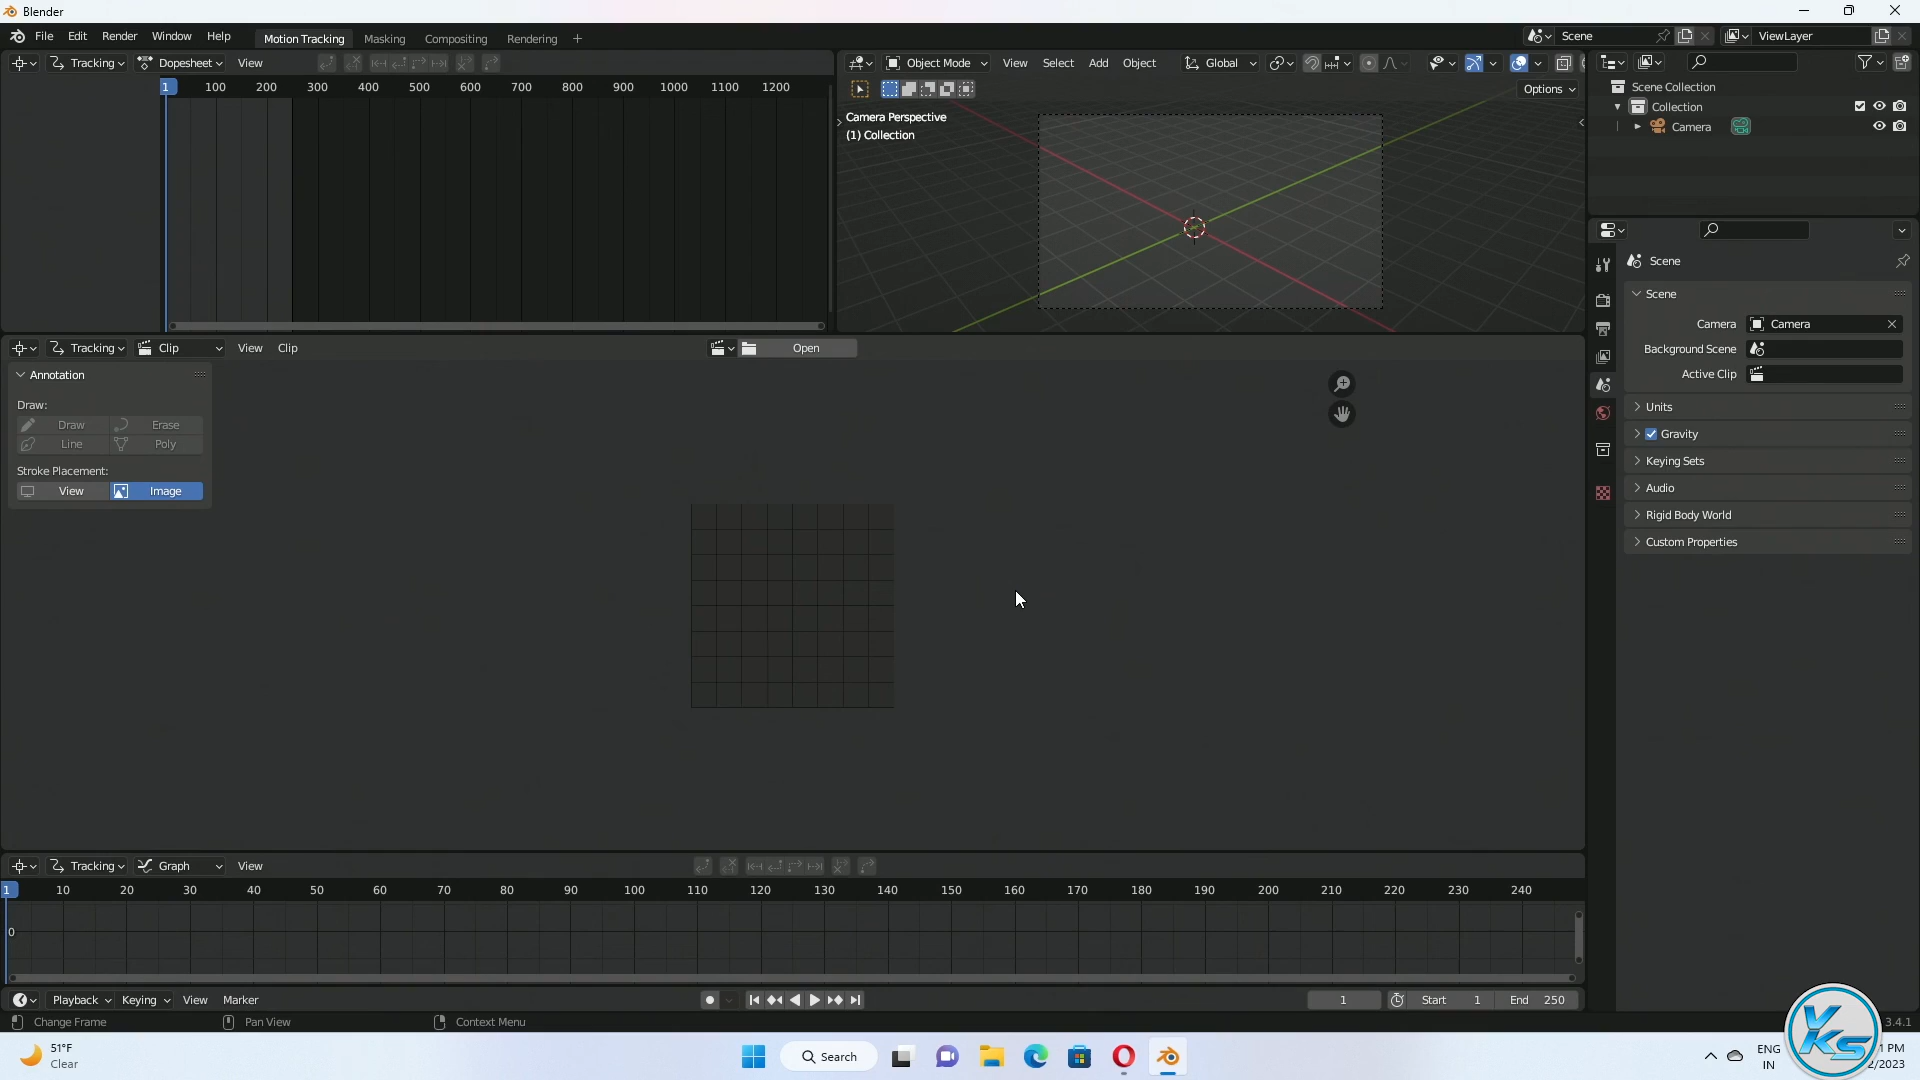 Blender
File Edit Render Window Help
Motion Tracking Masking Compositing Rendering +
Scene
ViewLayer
Tracking Dopesheet View
Object Mode View Select Add Object Global
1 100 200 300 400 500 600 700 800 900 1000 1100 1200
Options
Camera Perspective
(1) Collection
Scene Collection
Collection
Camera
Scene
Scene
Camera Camera
Background Scene
Active Clip
Units
Gravity
Keying Sets
Audio
Rigid Body World
Custom Properties
Tracking Clip View Clip
Open
Annotation
Draw:
Draw Erase
Line Poly
Stroke Placement:
View Image
Tracking Graph View
1 10 20 30 40 50 60 70 80 90 100 110 120 130 140 150 160 170 180 190 200 210 220 230 240
0
Playback Keying View Marker
1 Start 1 End 250
Change Frame Pan View Context Menu
3.4.1
51°F
Clear
Search
ENG
IN
1 PM
2/2023
YKS